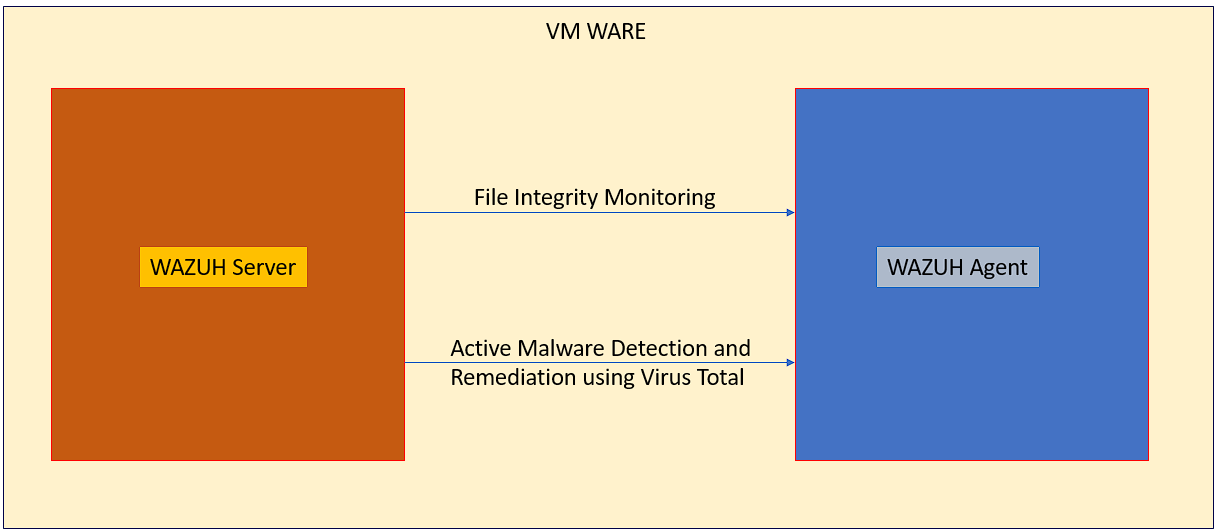 VM WARE
File Integrity Monitoring
WAZUH Server
WAZUH Agent
Active Malware Detection and
Remediation using Virus Total